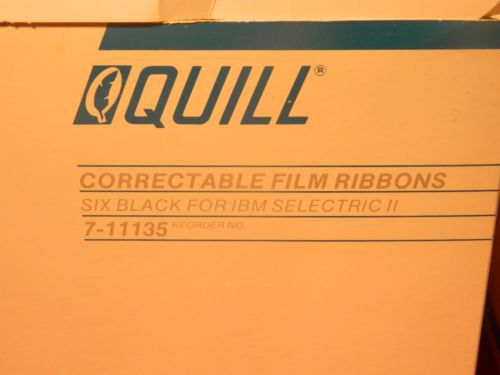 QUILL®
CORRECTABLE FILM RIBBONS
SIX BLACK FOR IBM SELECTRIC II
7-11135 REORDER NO.